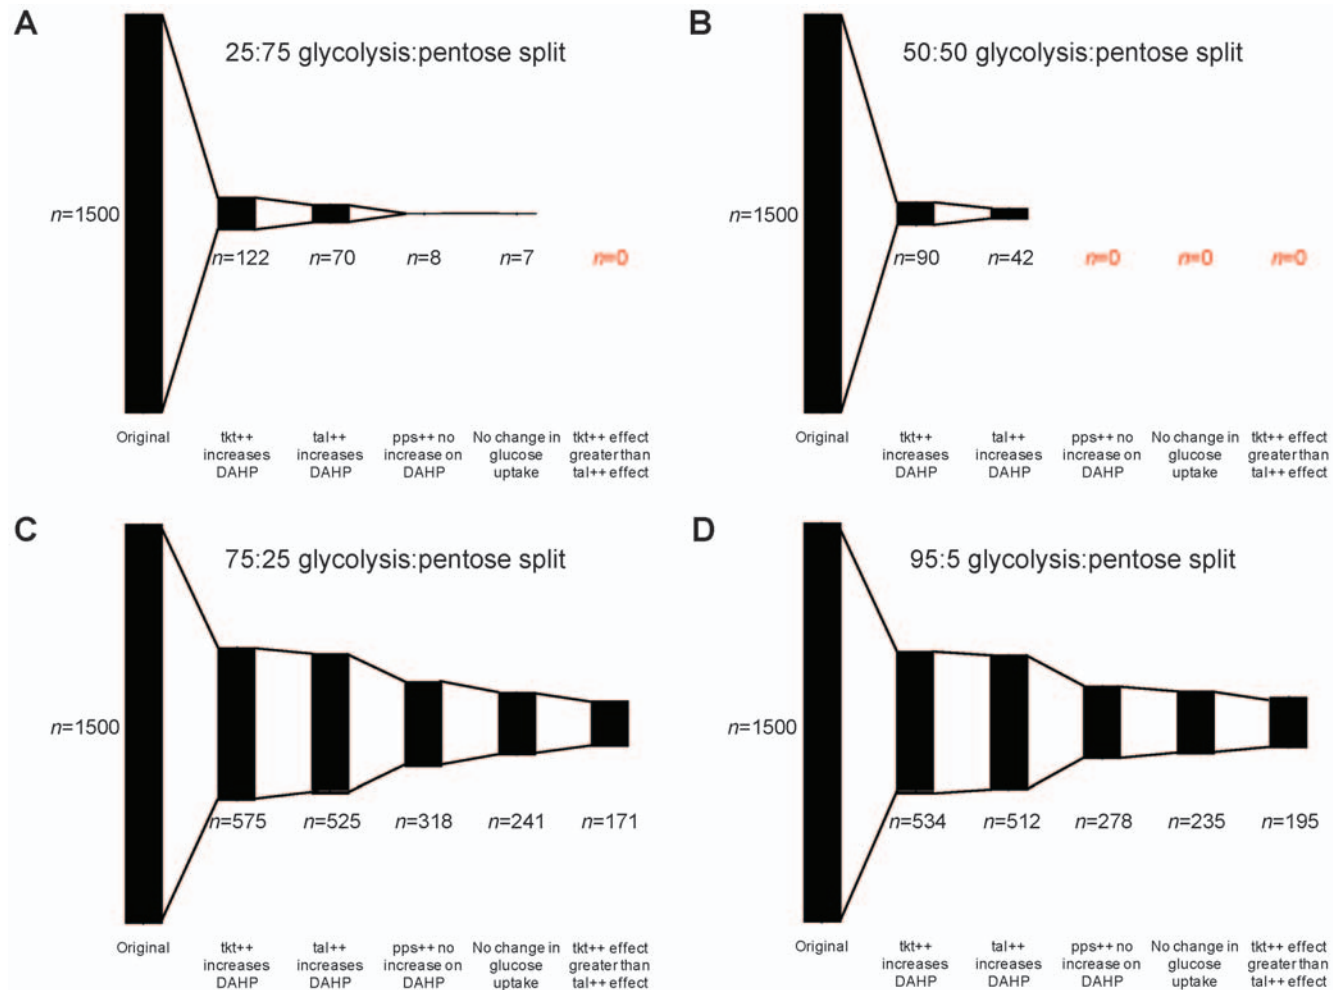 A
25:75 glycolysis:pentose split
n=1500
n=122
n=70
n=8
n=7
n=0
Original
tkt++
increases
DAHP
tal++
increases
DAHP
pps++ no
increase on
DAHP
No change in
glucose
uptake
tkt++ effect
greater than
tal++ effect
B
50:50 glycolysis:pentose split
n=1500
n=90
n=42
n=0
n=0
n=0
Original
tkt++
increases
DAHP
tal++
increases
DAHP
pps++ no
increase on
DAHP
No change in
glucose
uptake
tkt++ effect
greater than
tal++ effect
C
75:25 glycolysis:pentose split
n=1500
n=575
n=525
n=318
n=241
n=171
Original
tkt++
increases
DAHP
tal++
increases
DAHP
pps++ no
increase on
DAHP
No change in
glucose
uptake
tkt++ effect
greater than
tal++ effect
D
95:5 glycolysis:pentose split
n=1500
n=534
n=512
n=278
n=235
n=195
Original
tkt++
increases
DAHP
tal++
increases
DAHP
pps++ no
increase on
DAHP
No change in
glucose
uptake
tkt++ effect
greater than
tal++ effect